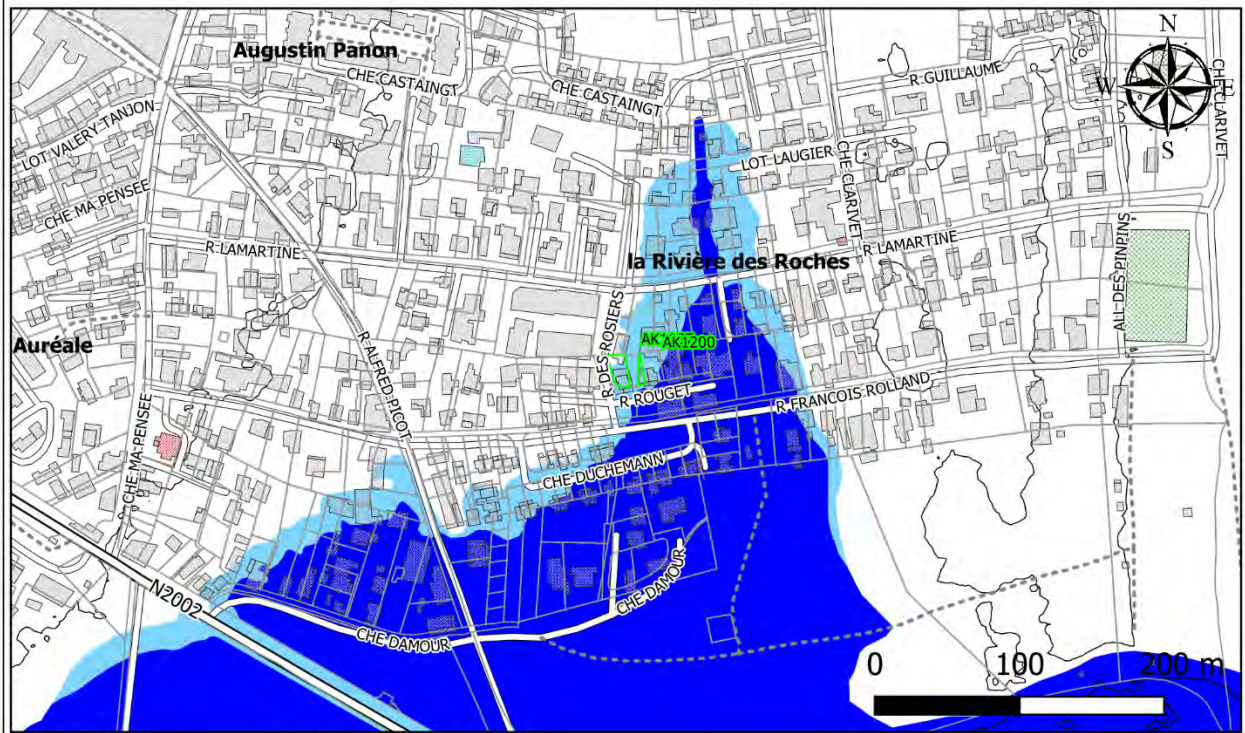 N
W E
S
Augustin Panon
CHE CASTAINGT
CHE CASTAINGT
R GUILLAUME
CHE CLARIVET
LOT VALERY TANJON
CHE MA PENSEE
LOT LAUGIER
CHE CLARIVET
R LAMARTINE
R LAMARTINE
la Rivière des Roches
ALL DES PINPINS
R DES ROSIERS
Auréale
R ALFRED PICOT
AK1200
R ROUGET
R FRANCOIS ROLLAND
CHE MA PENSEE
CHE DUCHEMANN
N2002
CHE DAMOUR
CHE DAMOUR
0 100 200 m